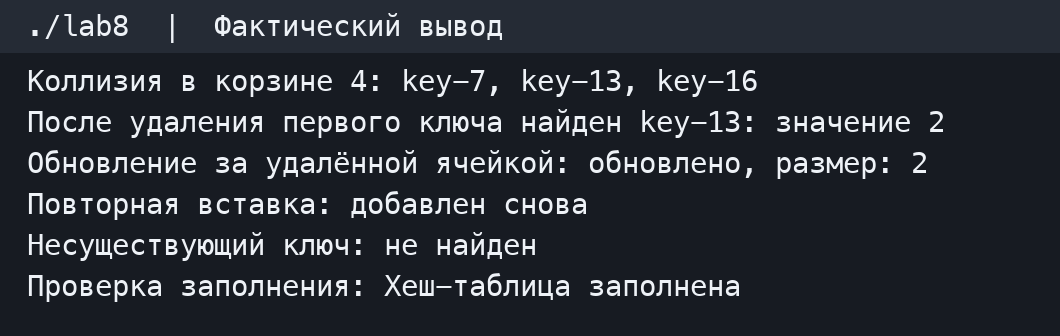 ./lab8 | Фактический вывод
Коллизия в корзине 4: key−7, key−13, key−16
После удаления первого ключа найден key−13: значение 2
Обновление за удалённой ячейкой: обновлено, размер: 2
Повторная вставка: добавлен снова
Несуществующий ключ: не найден
Проверка заполнения: Хеш−таблица заполнена